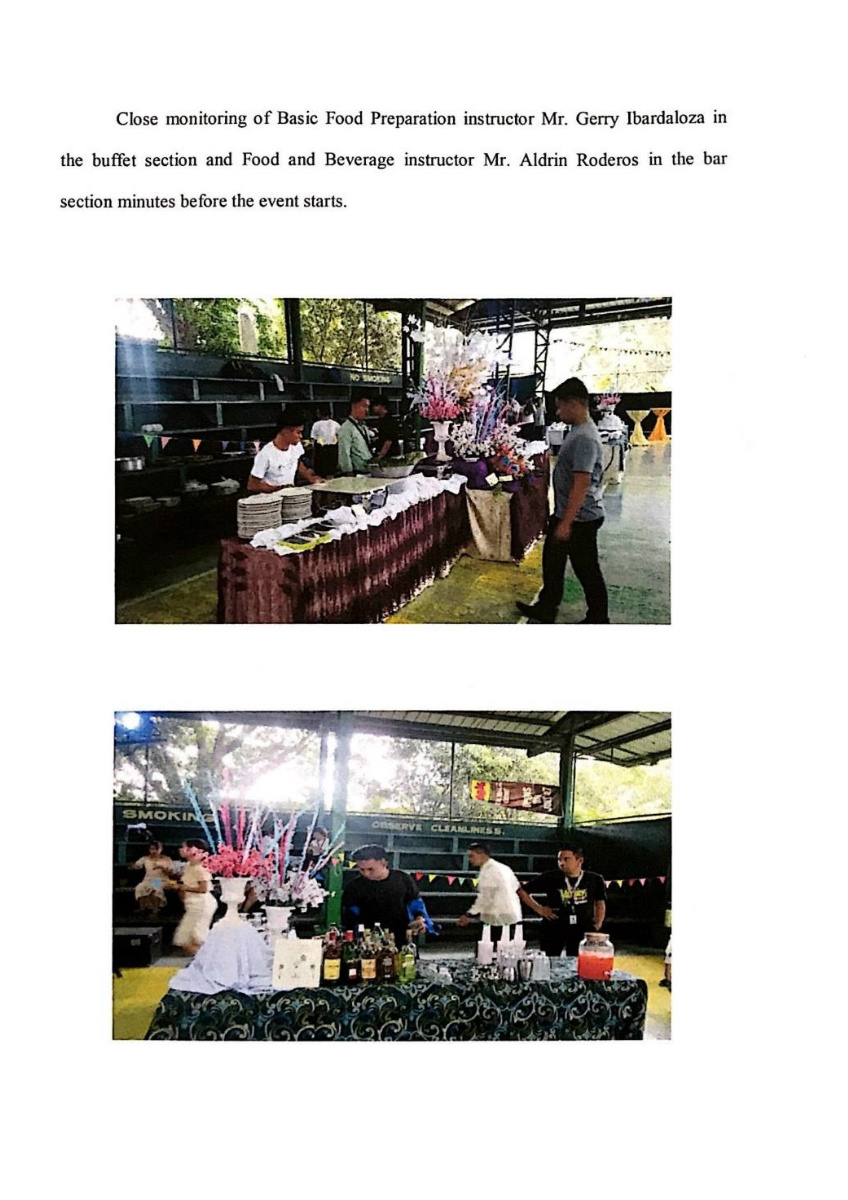 Close monitoring of Basic Food Preparation instructor Mr. Gerry Ibardaloza in
the buffet section and Food and Beverage instructor Mr. Aldrin Roderos in the bar
section minutes before the event starts.
NO SMOKING
SMOKING
OBSERVE CLEANLINESS.